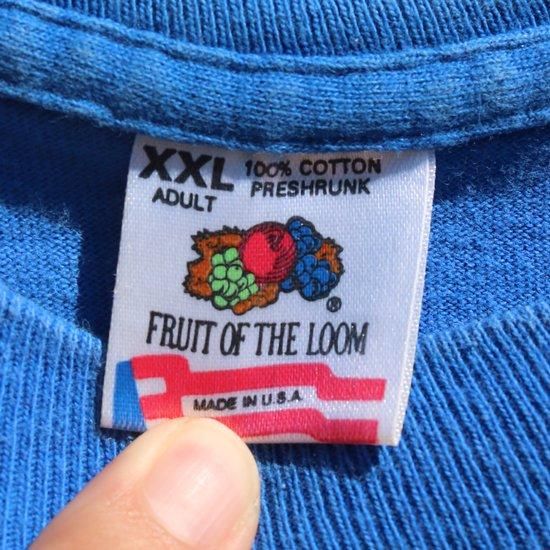 XXL
ADULT
100% COTTON
PRESHRUNK
®
FRUIT OF THE LOOM
MADE IN U.S.A